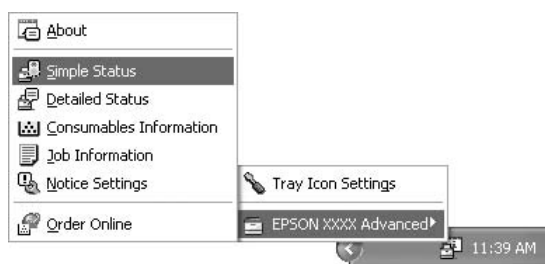 About
Simple Status
Detailed Status
Consumables Information
Job Information
Notice Settings
Order Online
Tray Icon Settings
EPSON XXXX Advanced
11:39 AM